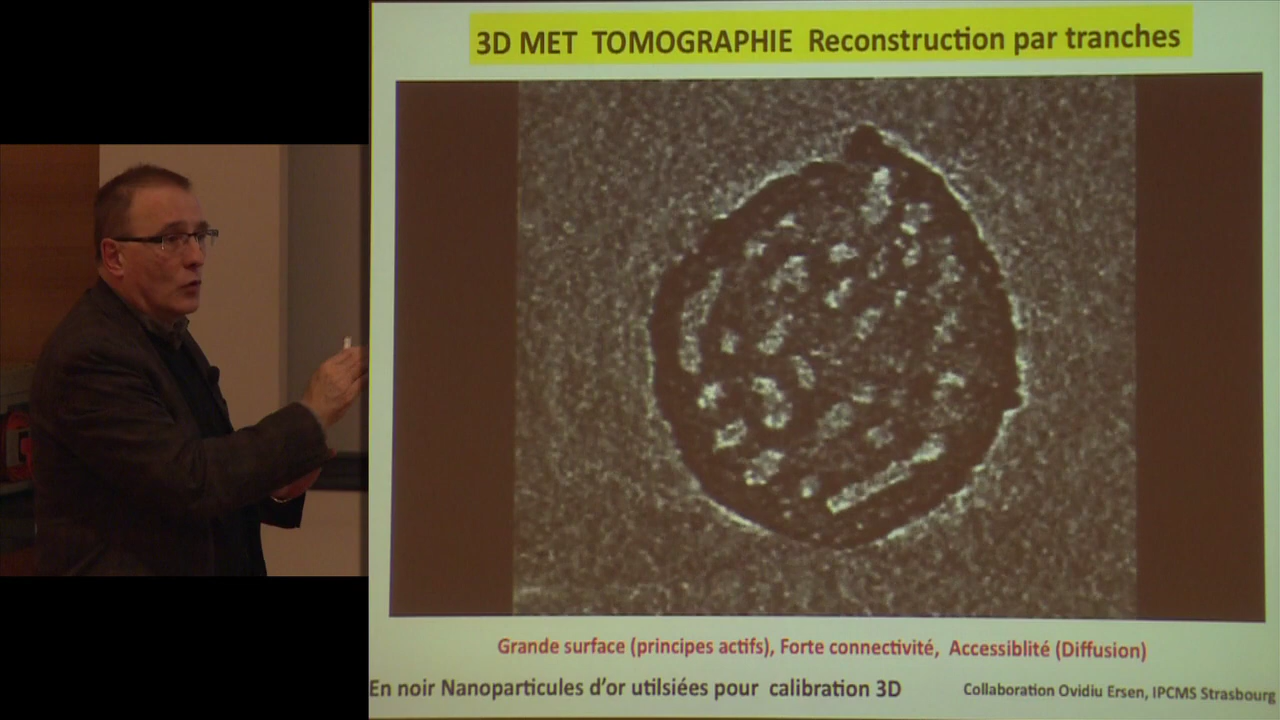 3D MET TOMOGRAPHIE Reconstruction par tranches
Grande surface (principes actifs), Forte connectivité, Accessiblité (Diffusion)
En noir Nanoparticules d'or utilsiées pour calibration 3D
Collaboration Ovidiu Ersen, IPCMS Strasbourg